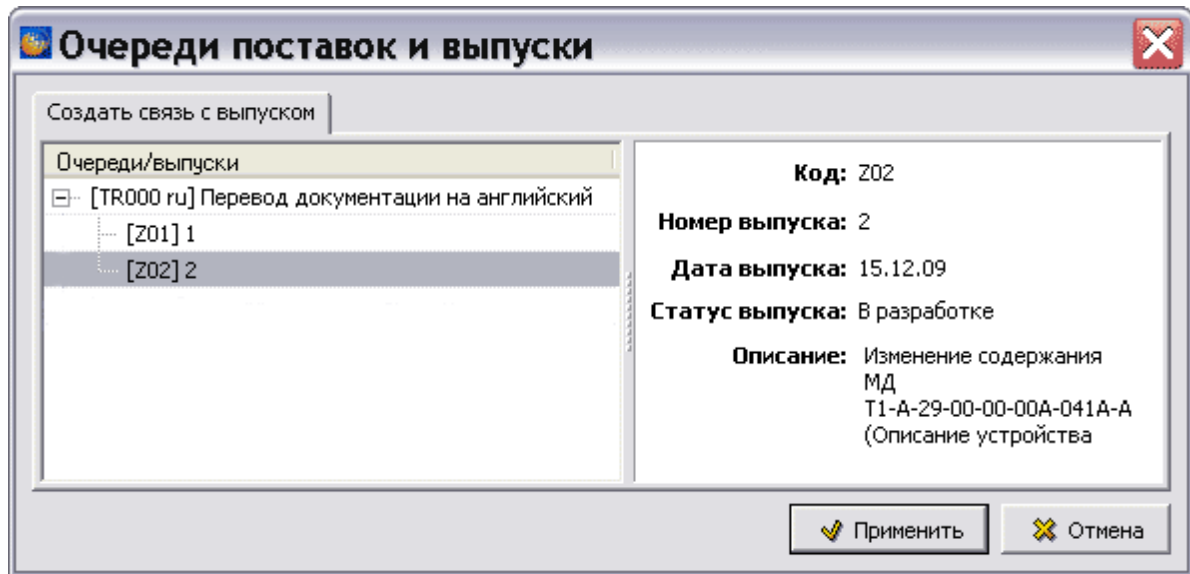 Очереди поставок и выпуски
Создать связь с выпуском
Очереди/выпуски
[TR000 ru] Перевод документации на английский
[Z01] 1
[Z02] 2
Код: Z02
Номер выпуска: 2
Дата выпуска: 15.12.09
Статус выпуска: В разработке
Описание: Изменение содержания
МД
T1-A-29-00-00-00A-041A-A
(Описание устройства
Применить
Отмена